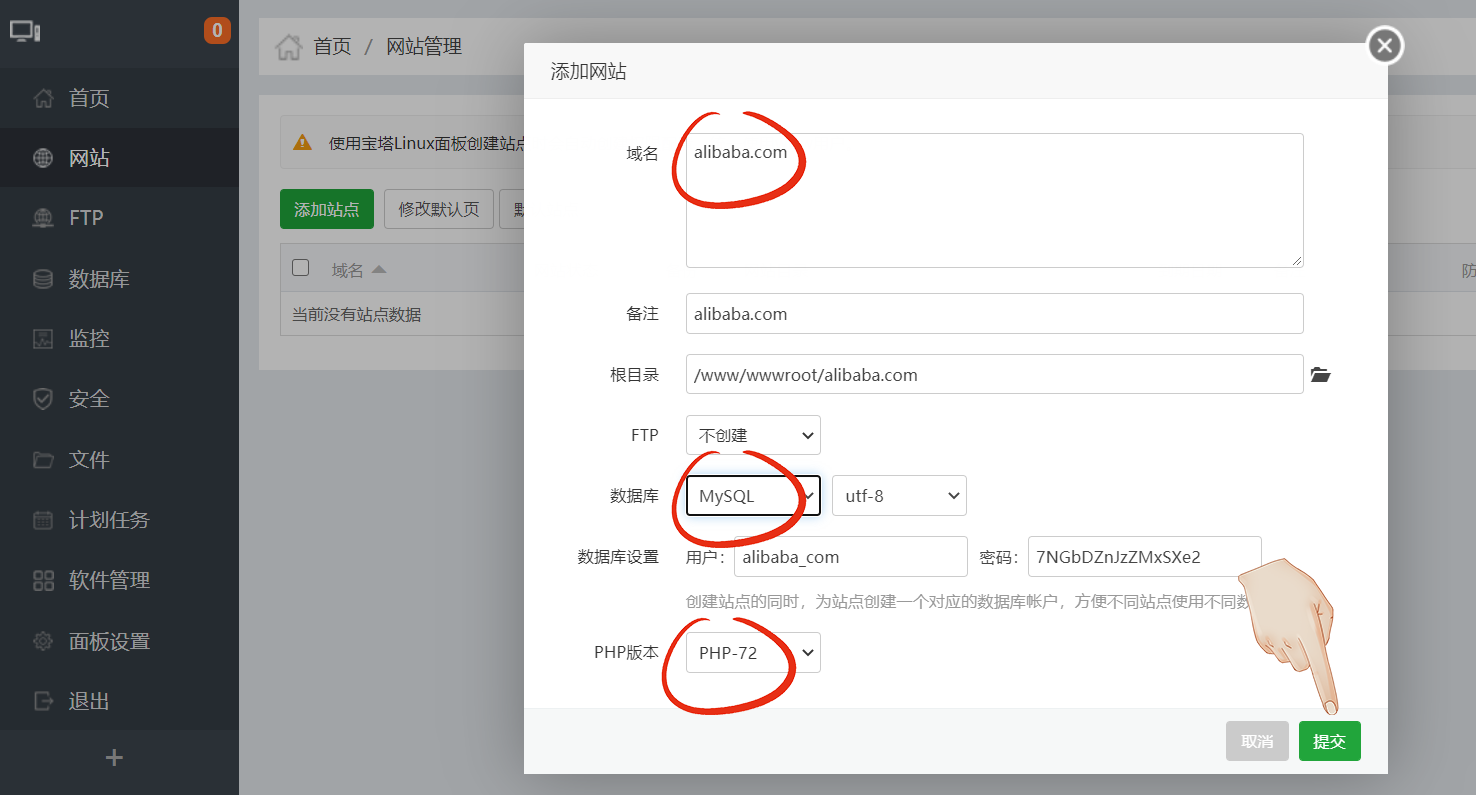 0
首页 / 网站管理
首页
网站
FTP
数据库
监控
安全
文件
计划任务
软件管理
面板设置
退出
使用宝塔Linux面板创建站点
添加站点 修改默认页
域名
防
当前没有站点数据
添加网站
域名 alibaba.com
备注 alibaba.com
根目录 /www/wwwroot/alibaba.com
FTP 不创建
数据库 MySQL utf-8
数据库设置 用户: alibaba_com 密码: 7NGbDZnJzZMxSXe2
创建站点的同时，为站点创建一个对应的数据库帐户，方便不同站点使用不同数
PHP版本 PHP-72
取消 提交